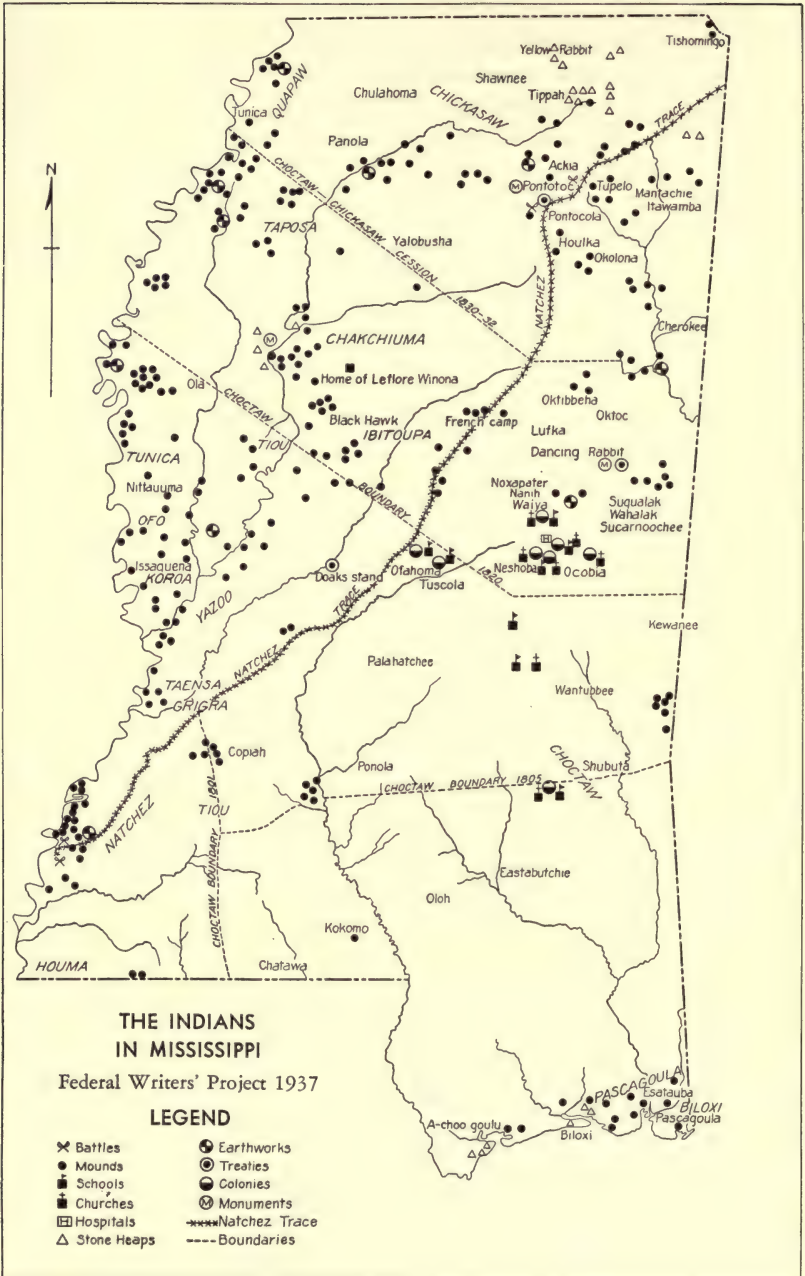 Tishomingo
Yellow Rabbit
Shawnee
Chulahoma
CHICKASAW
Tippah
QUAPAW
Tunica
TRACE
Panola
CHOCTAW CHICKASAW CESSION 1830-32
Ackia
M Pontotoc
Tupelo
Mantachie
Itawamba
Pontocola
TAPOSA
Yalobusha
Houlka
Okolona
NATCHEZ
Cherokee
N
M
CHAKCHIUMA
Home of Leflore Winona
Ola
CHOCTAW BOUNDARY 1820
Oktibbeha
Oktoc
Black Hawk
French camp
IBITOUPA
Lufka
TIOU
Dancing Rabbit
M
TUNICA
Nittauuma
Noxapater
Nanih
Waiya
Suqualak
Wahalak
Sucarnoochee
OFO
H
Issaquena
KOROA
Doaks stand
Ofahoma
Tuscola
Neshoba
Ocobia
YAZOO
TRACE
Kewanee
NATCHEZ
Palahatchee
TAENSA
GRIGRA
Wantubbee
Copiah
CHOCTAW
Ponola
Shubuta
CHOCTAW BOUNDARY 1805
TIOU
NATCHEZ
CHOCTAW BOUNDARY 1801
Eastabutchie
Oloh
Kokomo
HOUMA
Chatawa
THE INDIANS
IN MISSISSIPPI
Federal Writers' Project 1937
LEGEND
Battles
Mounds
Schools
Churches
H Hospitals
Stone Heaps
Earthworks
Treaties
Colonies
M Monuments
Natchez Trace
Boundaries
PASCAGOULA
Esatauba
BILOXI
Pascagoula
A-choo goulu
Biloxi